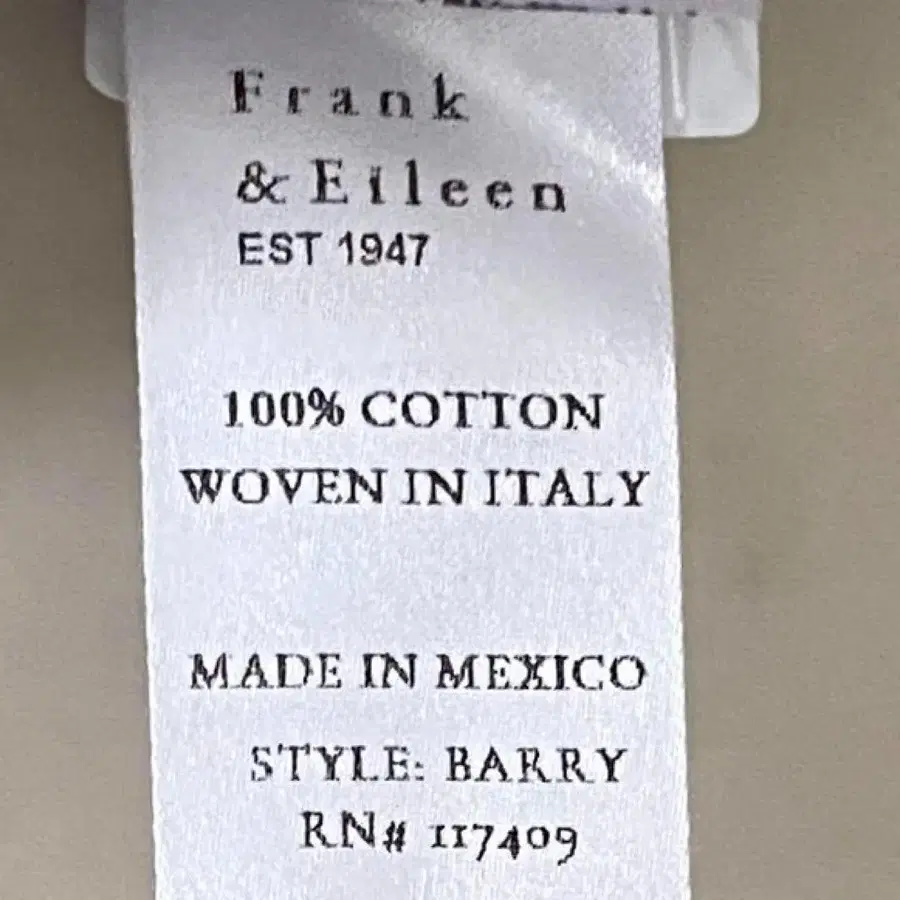 Frank
& Eileen
EST 1947
100% COTTON
WOVEN IN ITALY
MADE IN MEXICO
STYLE: BARRY
RN# 117409